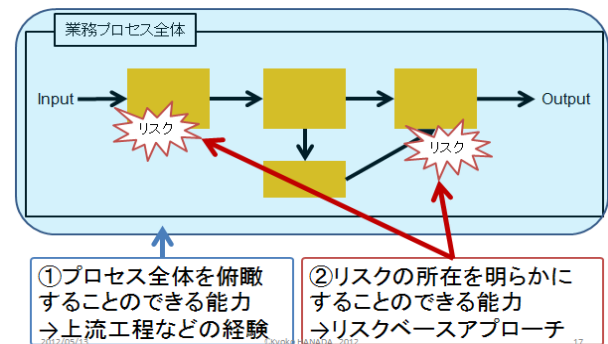 業務プロセス全体
Input
Output
リスク
リスク
①プロセス全体を俯瞰
することのできる能力
→上流工程などの経験
②リスクの所在を明らかに
することのできる能力
→リスクベースアプローチ
2012/05/13
©Kyoko HANADA, 2012
17